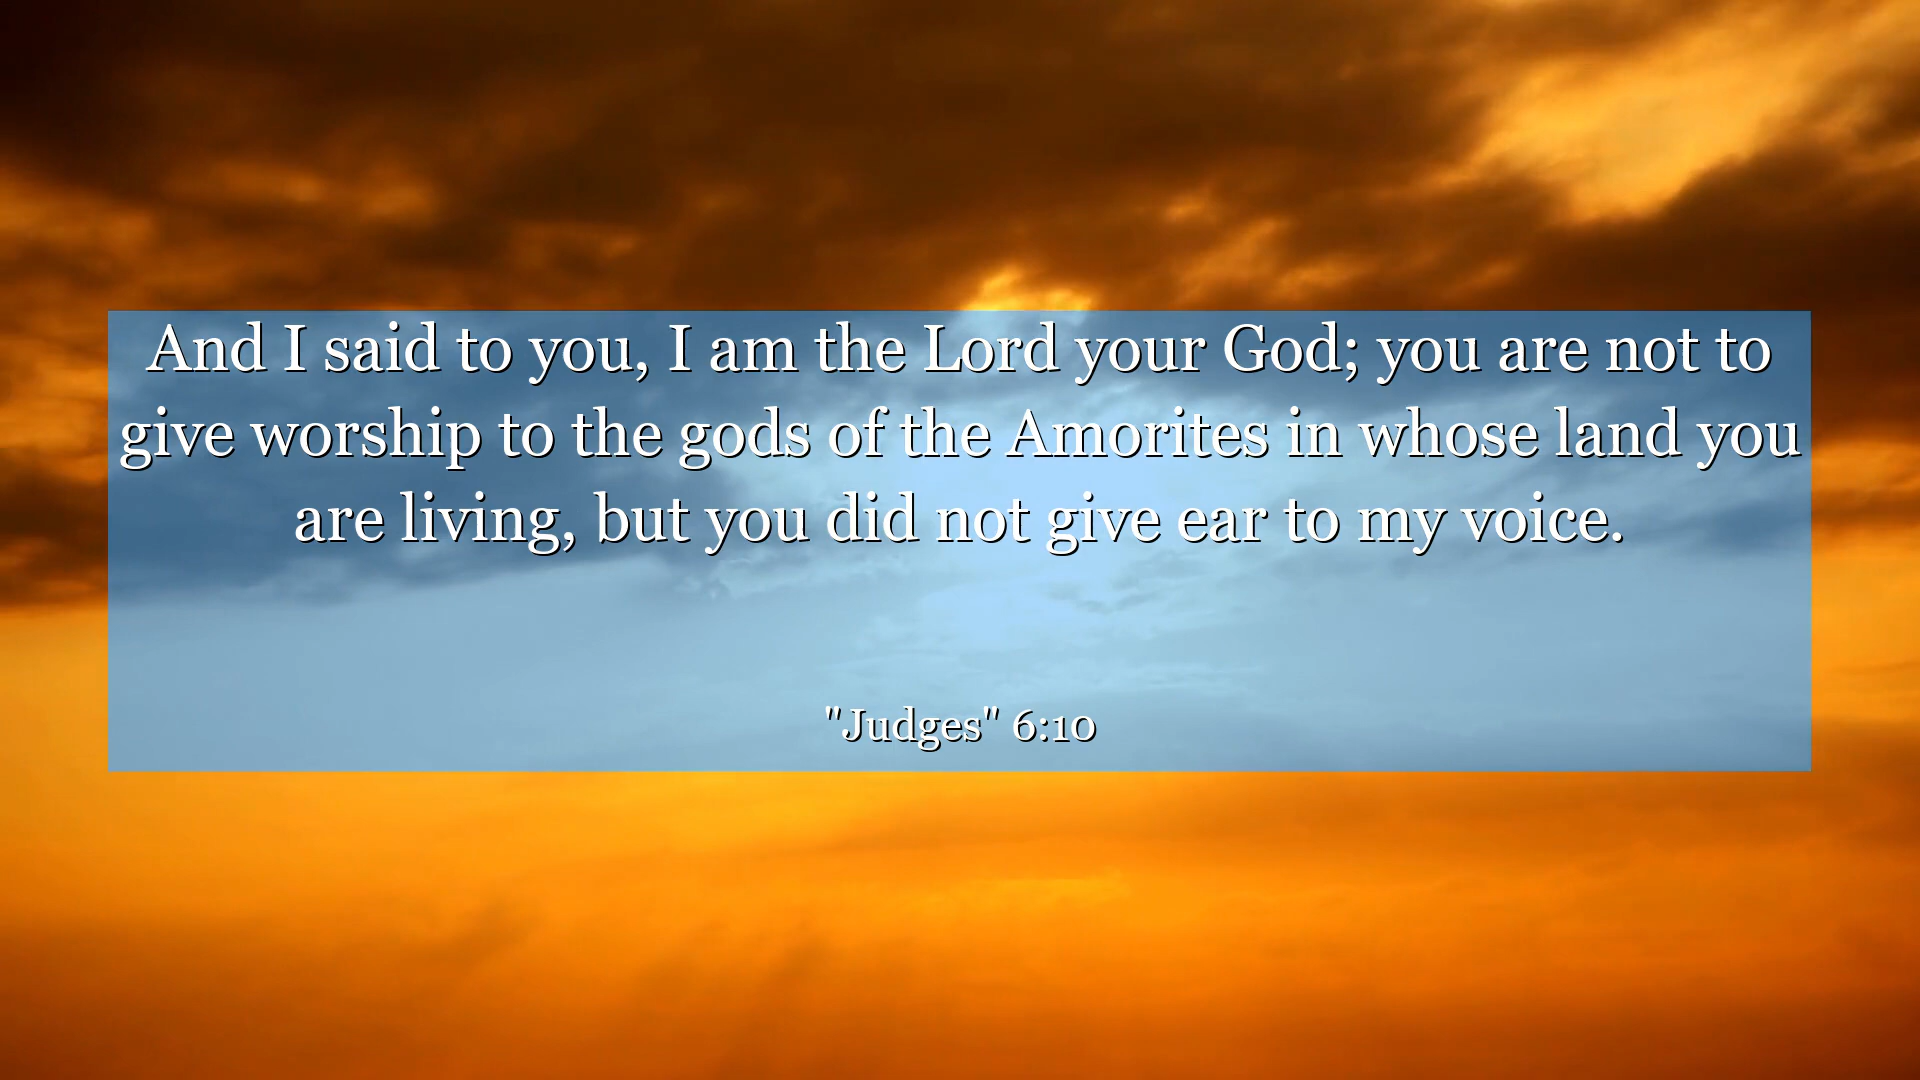 And I said to you, I am the Lord your God; you are not to
give worship to the gods of the Amorites in whose land you
are living, but you did not give ear to my voice.
"Judges" 6:10